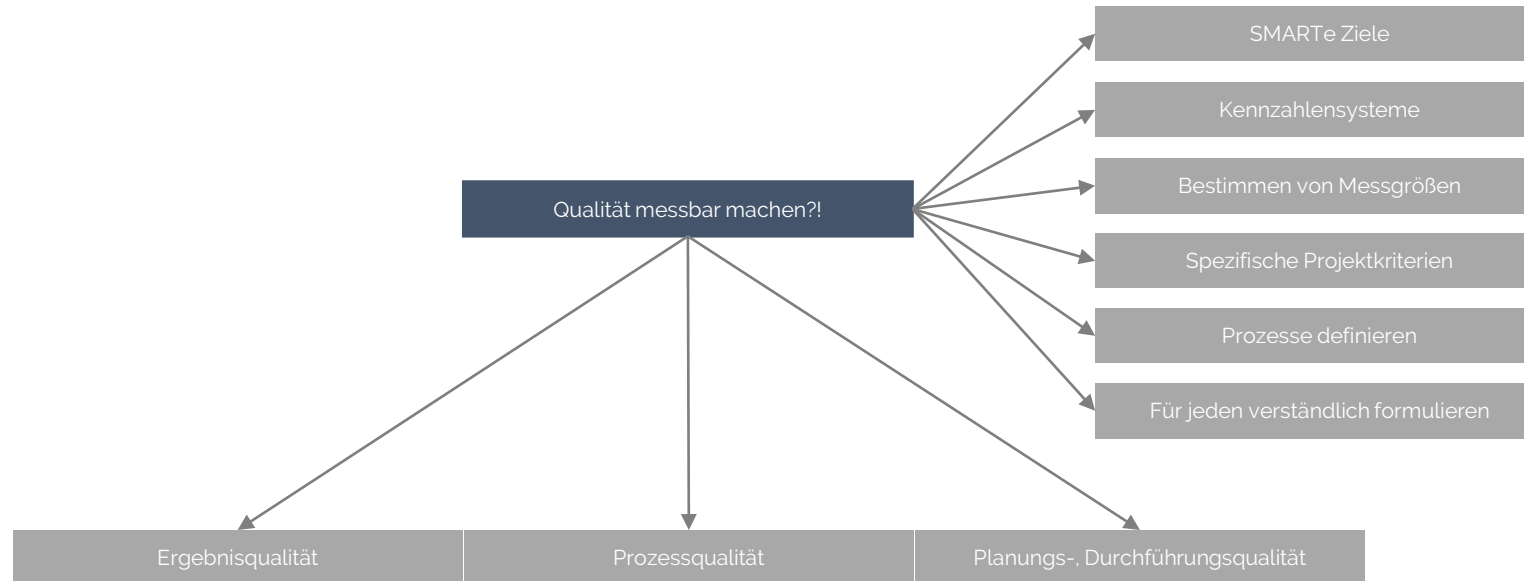 SMARTe Ziele
Kennzahlensysteme
Bestimmen von Messgrößen
Qualität messbar machen?!
Spezifische Projektkriterien
Prozesse definieren
Für jeden verständlich formulieren
Ergebnisqualität
Prozessqualität
Planungs-, Durchführungsqualität